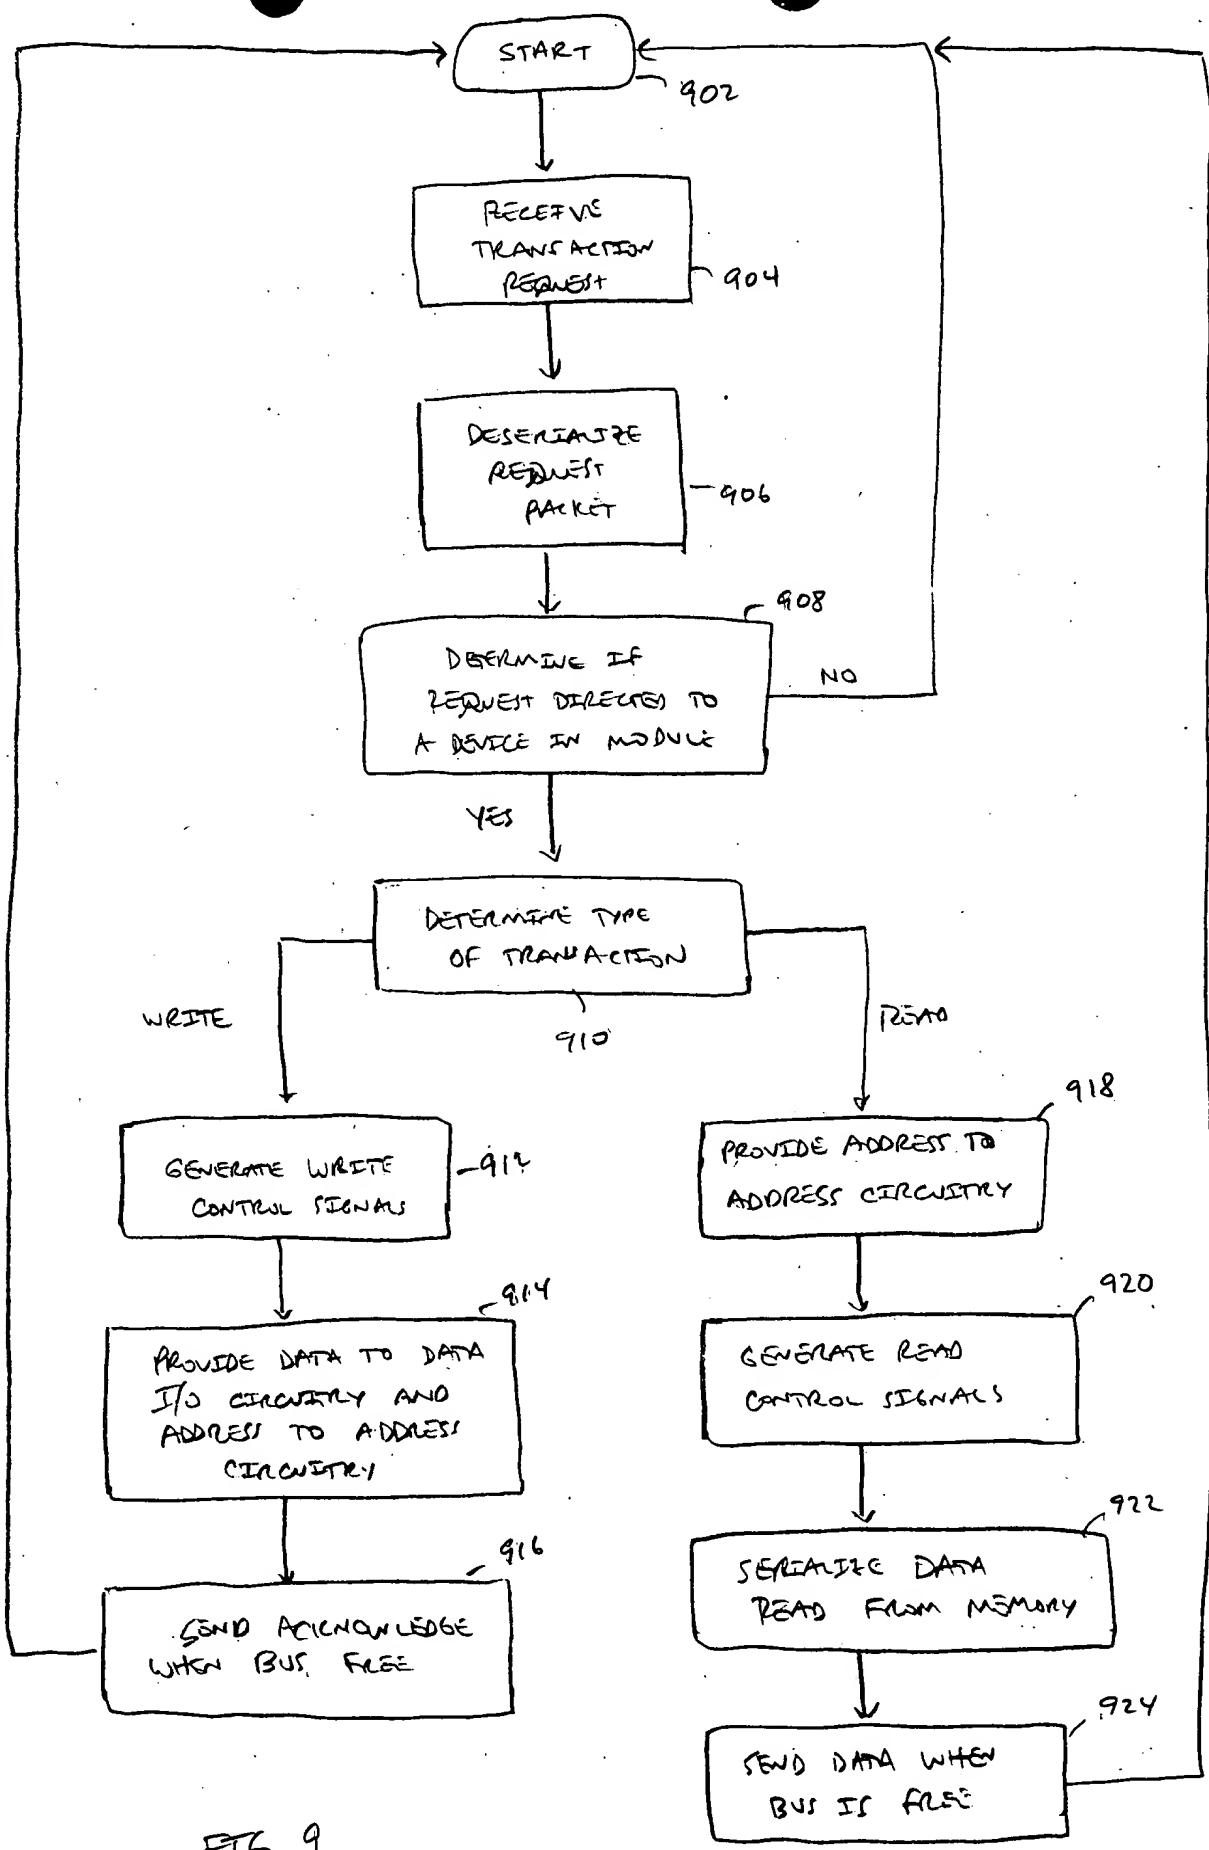 START
902
RECEIVE
TRANSACTION
REQUEST
904
DESERIALIZE
REQUEST
PACKET
906
908
DETERMINE IF
REQUEST DIRECTED TO
A DEVICE IN MODULE
NO
YES
DETERMINE TYPE
OF TRANSACTION
910
WRITE
READ
GENERATE WRITE
CONTROL SIGNALS
912
914
PROVIDE DATA TO DATA
I/O CIRCUITRY AND
ADDRESS TO ADDRESS
CIRCUITRY
916
SEND ACKNOWLEDGE
WHEN BUS FREE
918
PROVIDE ADDRESS TO
ADDRESS CIRCUITRY
920
GENERATE READ
CONTROL SIGNALS
922
SERIALIZE DATA
READ FROM MEMORY
924
SEND DATA WHEN
BUS IS FREE
FIG 9